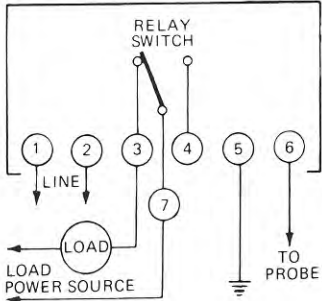 RELAY
SWITCH
1 2 3 4 5 6
LINE
7
LOAD
LOAD
POWER SOURCE
TO
PROBE